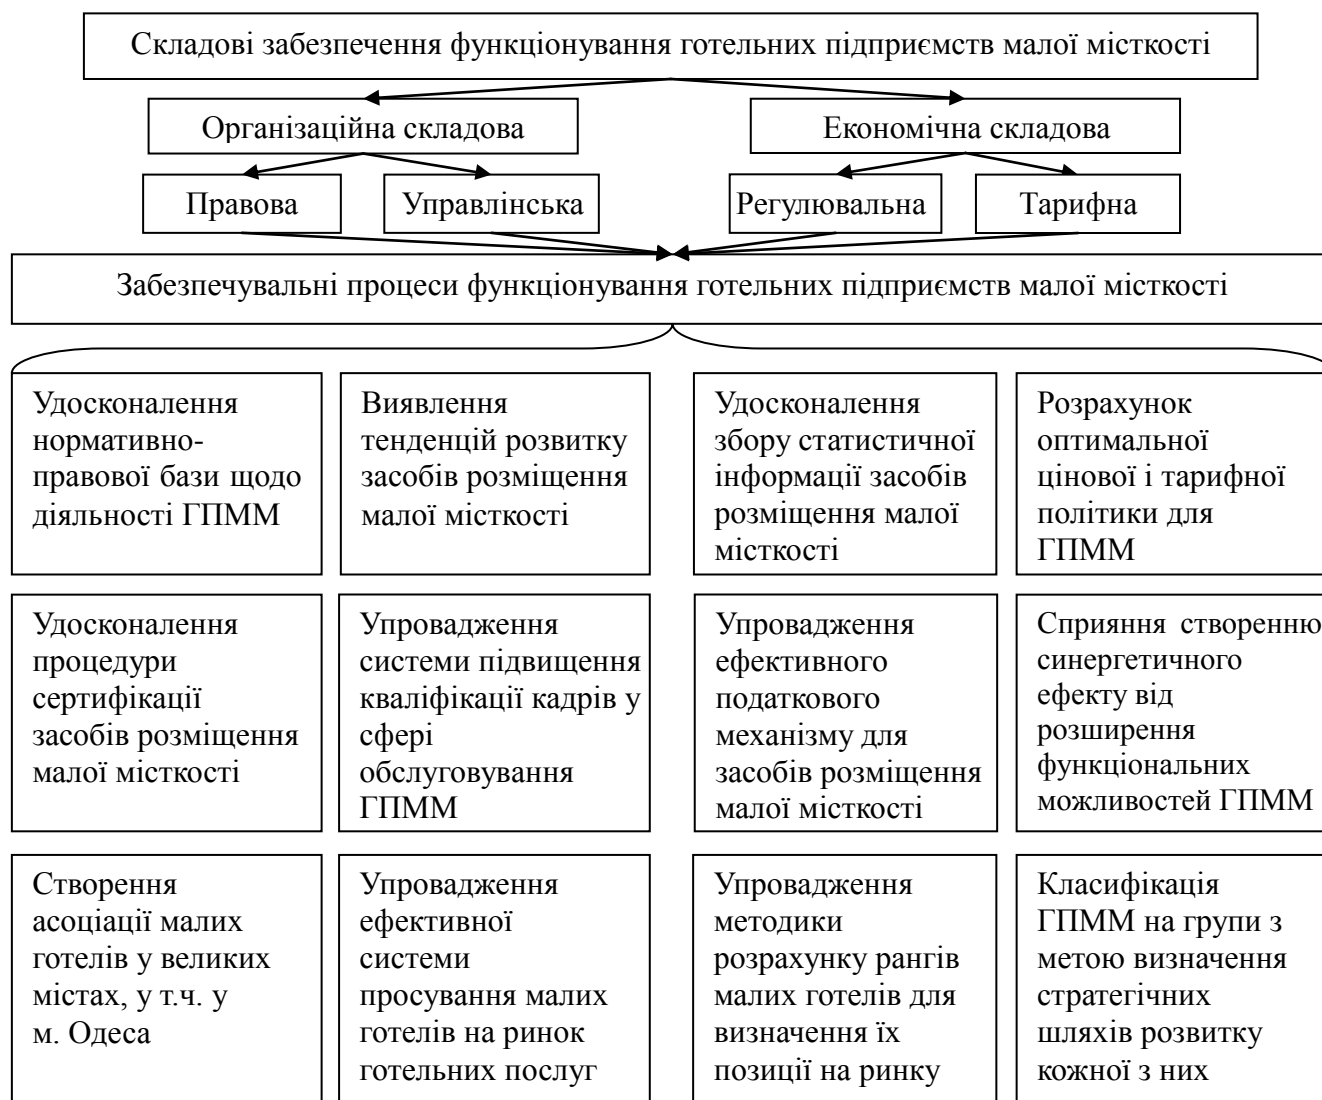 Складові забезпечення функціонування готельних підприємств малої місткості
Організаційна складова
Економічна складова
Правова
Управлінська
Регулювальна
Тарифна
Забезпечувальні процеси функціонування готельних підприємств малої місткості
Удосконалення
нормативно-
правової бази щодо
діяльності ГПММ
Виявлення
тенденцій розвитку
засобів розміщення
малої місткості
Удосконалення
збору статистичної
інформації засобів
розміщення малої
місткості
Розрахунок
оптимальної
цінової і тарифної
політики для
ГПММ
Удосконалення
процедури
сертифікації
засобів розміщення
малої місткості
Упровадження
системи підвищення
кваліфікації кадрів у
сфері
обслуговування
ГПММ
Упровадження
ефективного
податкового
механізму для
засобів розміщення
малої місткості
Сприяння створенню
синергетичного
ефекту від
розширення
функціональних
можливостей ГПММ
Створення
асоціації малих
готелів у великих
містах, у т.ч. у
м. Одеса
Упровадження
ефективної
системи
просування малих
готелів на ринок
готельних послуг
Упровадження
методики
розрахунку рангів
малих готелів для
визначення їх
позиції на ринку
Класифікація
ГПММ на групи з
метою визначення
стратегічних
шляхів розвитку
кожної з них